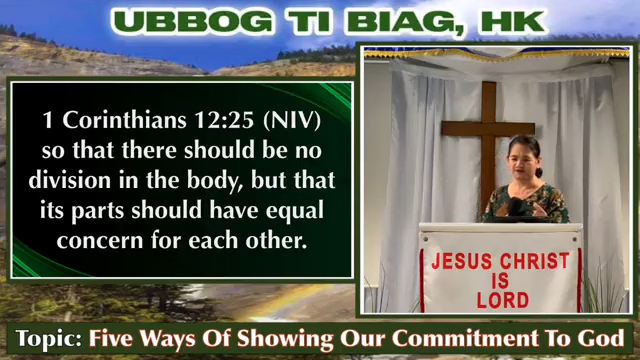 UBBOG TI BIAG, HK
1 Corinthians 12:25 (NIV)
so that there should be no
division in the body, but that
its parts should have equal
concern for each other.
JESUS CHRIST
IS
LORD
Topic: Five Ways Of Showing Our Commitment To God